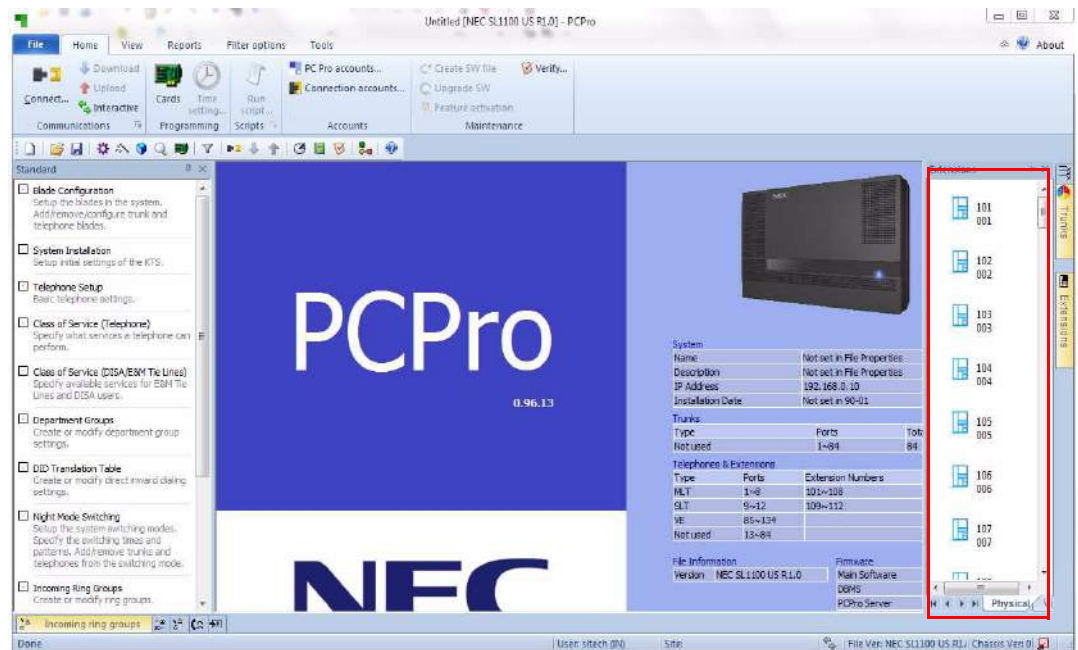 Untitled [NEC SL1100 US R1.0] - PCPro
File Home View Reports Filter options Tools
About
Connect...
Download
Upload
Interactive
Communications
Cards
Time setting...
Programming
Run script...
Scripts
PC Pro accounts...
Connection accounts...
Accounts
Create SW file
Upgrade SW
Feature activation
Verify...
Maintenance
Standard
Blade Configuration
Setup the blades in the system.
Add/remove/configure trunk and
telephone blades.
System Installation
Setup initial settings of the KTS.
Telephone Setup
Basic telephone settings.
Class of Service (Telephone)
Specify what services a telephone can
perform.
Class of Service (DISA/E&M Tie Lines)
Specify available services for E&M Tie
Lines and DISA users.
Department Groups
Create or modify department group
settings.
DID Translation Table
Create or modify direct inward dialing
settings.
Night Mode Switching
Setup the system switching modes.
Specify the switching times and
patterns. Add/remove trunks and
telephones from the switching mode.
Incoming Ring Groups
Create or modify ring groups.
PCPro
0.96.13
NEC
NEC
System
Name Not set in File Properties
Description Not set in File Properties
IP Address 192.168.0.10
Installation Date Not set in 90-01
Trunks
Type Ports Tota
Not used 1~84 84
Telephones & Extensions
Type Ports Extension Numbers
MLT 1~8 101~108
SLT 9~12 109~112
VE 85~134
Not used 13~84
File Information Firmware
Version NEC SL1100 US R1.0 Main Software
DBMS
PCPro Server
Extensions
101
001
102
002
103
003
104
004
105
005
106
006
107
007
Physical
Trunks
Extensions
Incoming ring groups
Done
User: sitech (IN)
Site:
File Ver: NEC SL1100 US R1.
Chassis Ver: 0